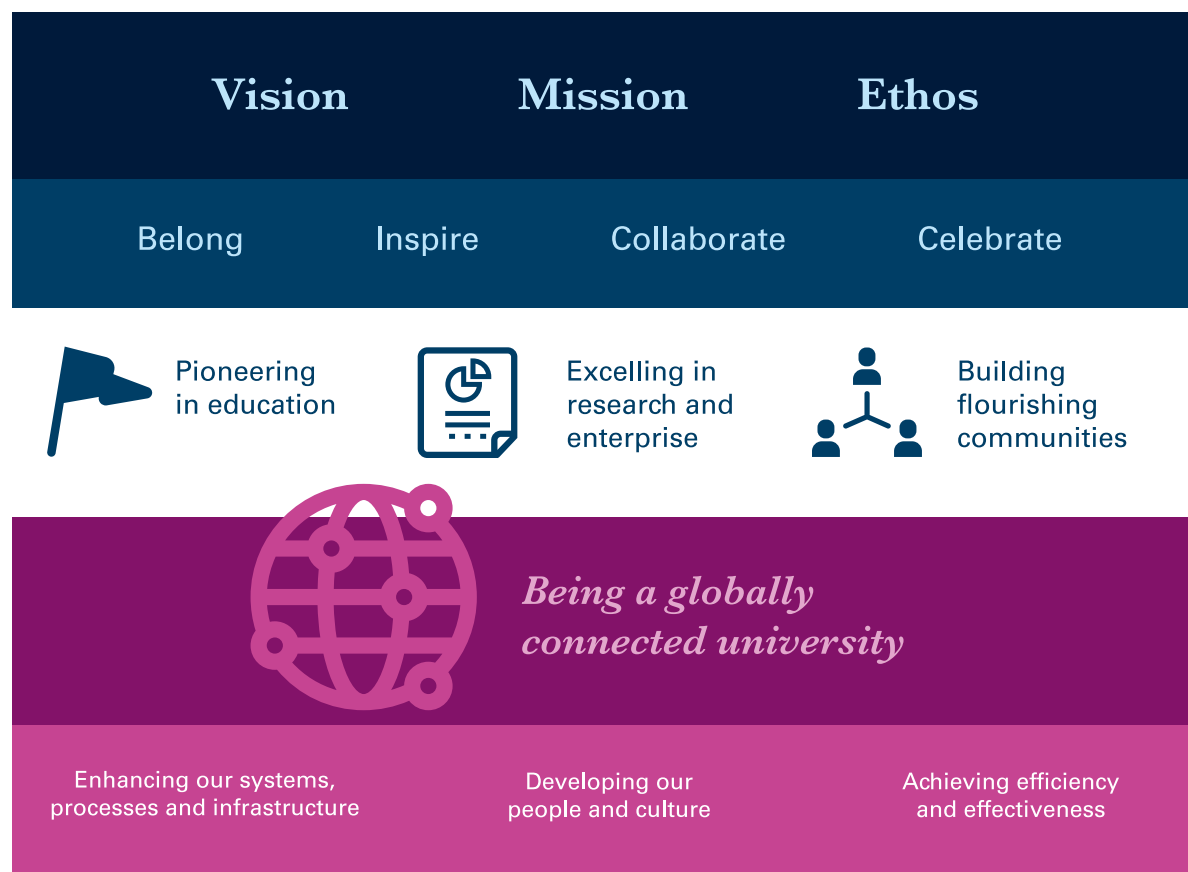 Vision
Mission
Ethos
Belong
Inspire
Collaborate
Celebrate
Pioneering
in education
Excelling in
research and
enterprise
Building
flourishing
communities
Being a globally
connected university
Enhancing our systems,
processes and infrastructure
Developing our
people and culture
Achieving efficiency
and effectiveness